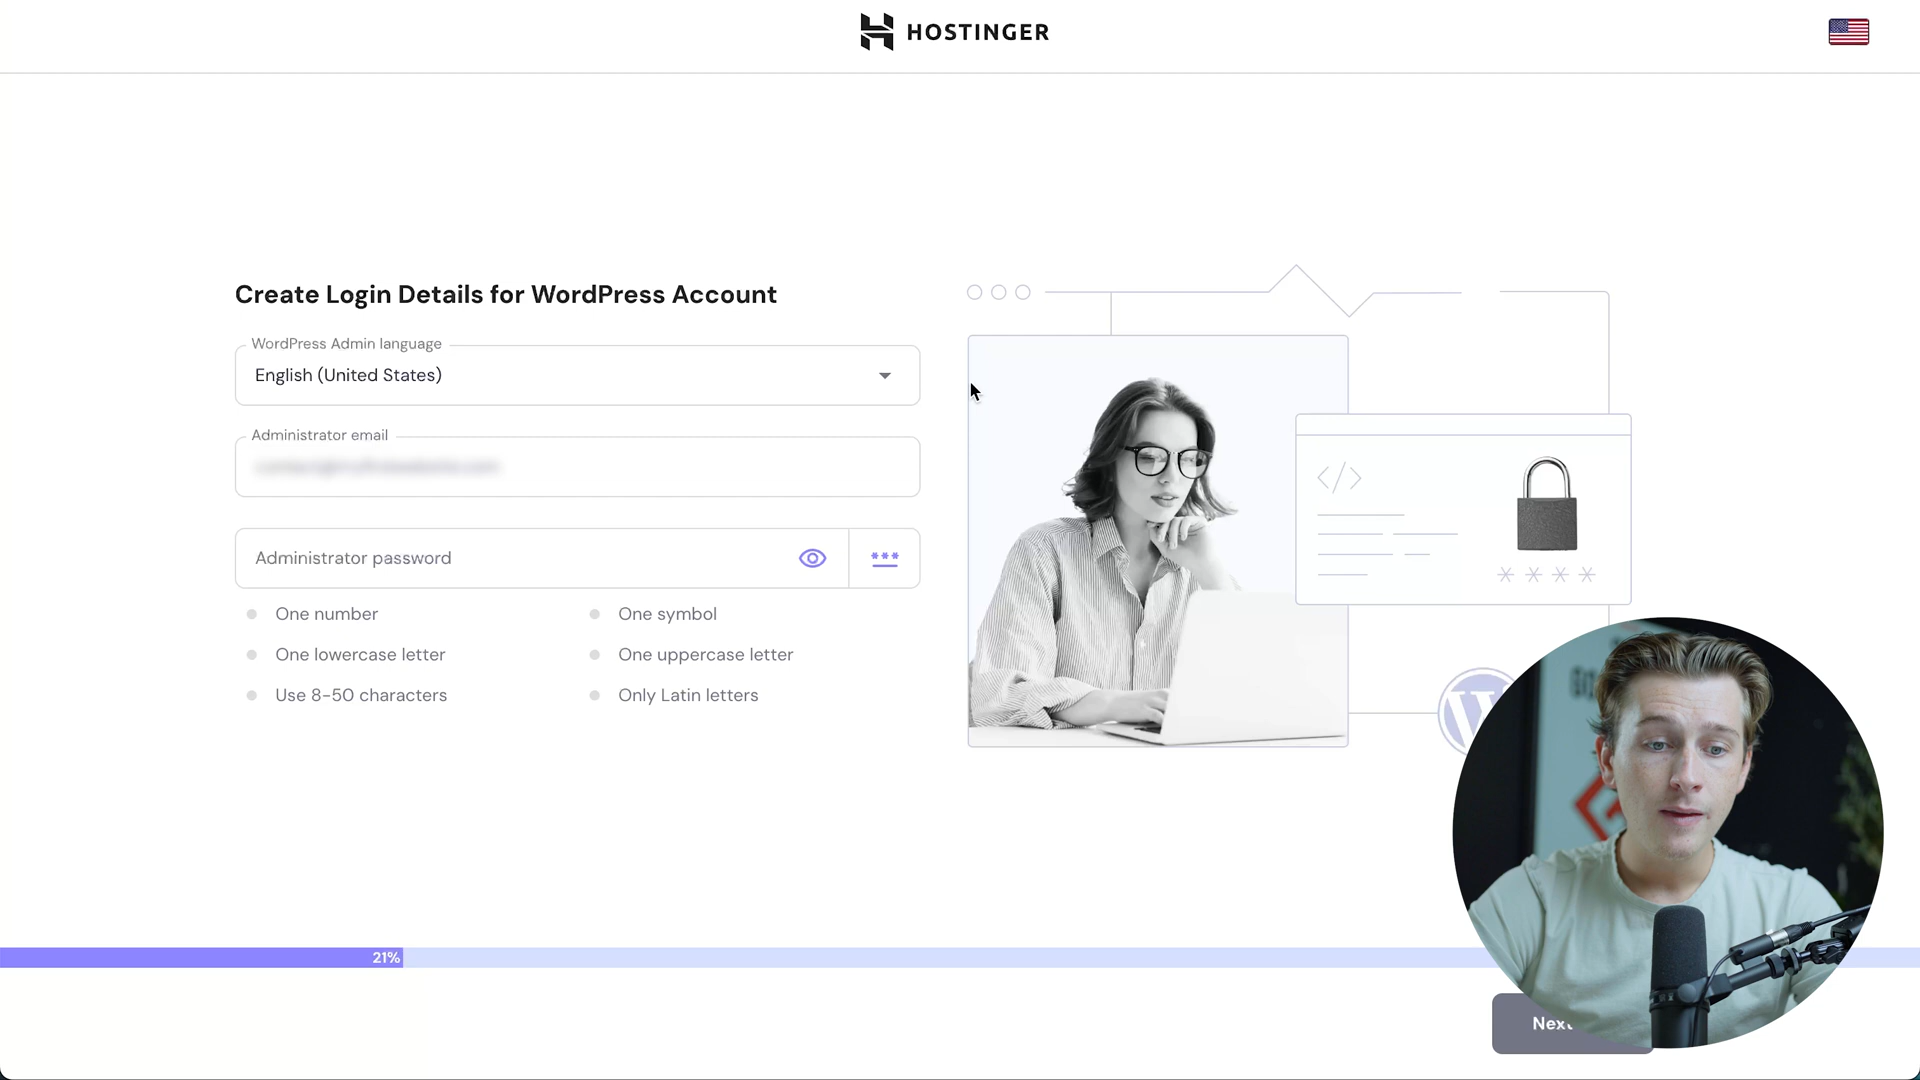 HOSTINGER
Create Login Details for WordPress Account
WordPress Admin language
English (United States)
Administrator email
Administrator password
***
One number
One symbol
One lowercase letter
One uppercase letter
Use 8-50 characters
Only Latin letters
21%
Next